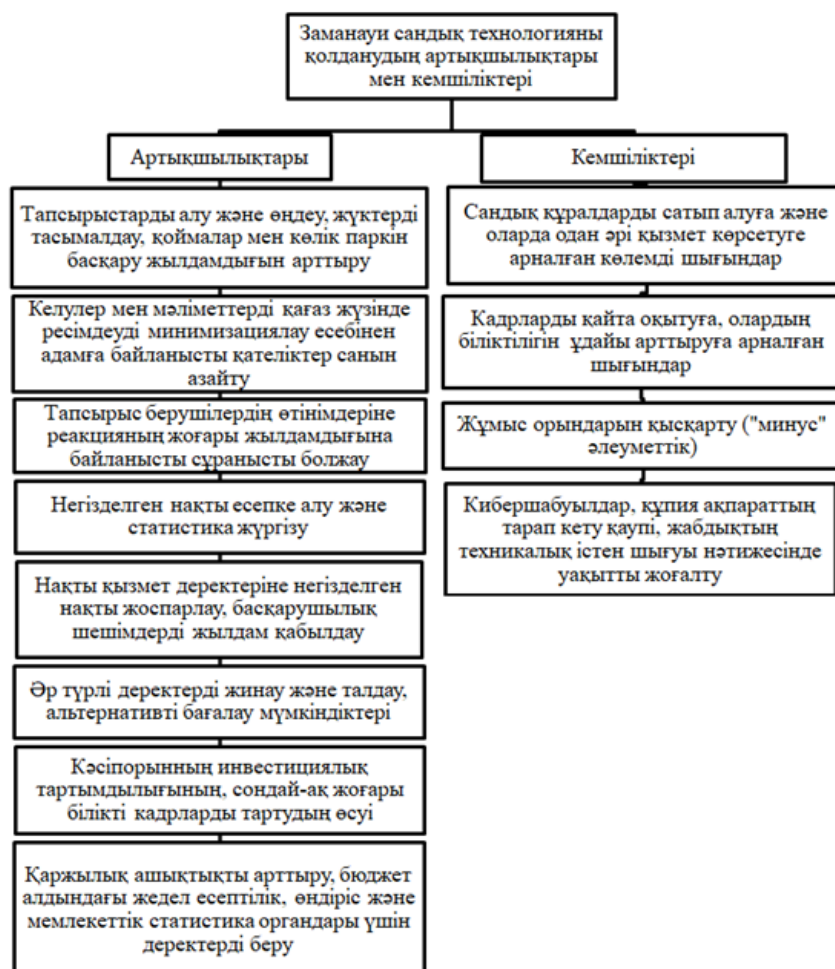 Заманауи сандық технологияны
қолданудың артықшылықтары
мен кемшіліктері
Артықшылықтары
Тапсырыстарды алу және өңдеу, жүктерді
тасымалдау, қоймалар мен көлік паркін
басқару жылдамдығын арттыру
Келулер мен мәліметтерді қағаз жүзінде
ресімдеуді минимизациялау есебінен
адамға байланысты қателіктер санын
азайту
Тапсырыс берушілердің өтінімдеріне
реакцияның жоғары жылдамдығына
байланысты сұранысты болжау
Негізделген нақты есепке алу және
статистика жүргізу
Нақты қызмет деректеріне негізделген
нақты жоспарлау, басқарушылық
шешімдерді жылдам қабылдау
Әр түрлі деректерді жинау және талдау,
альтернативті бағалау мүмкіндіктері
Кәсіпорынның инвестициялық
тартымдылығының, сондай-ақ жоғары
білікті кадрларды тартудың өсуі
Қаржылық ашықтықты арттыру, бюджет
алдындағы жедел есептілік, өндіріс және
мемлекеттік статистика органдары үшін
деректерді беру
Кемшіліктері
Сандық құралдарды сатып алуға және
оларда одан әрі қызмет көрсетуге
арналған көлемді шығындар
Кадрларды қайта оқытуға, олардың
біліктілігін ұдайы арттыруға арналған
шығындар
Жұмыс орындарын қысқарту ("минус"
әлеуметтік)
Кибершабуылдар, құпия ақпараттың
тарап кету қаупі, жабдықтың
техникалық істен шығуы нәтижесінде
уақытты жоғалту